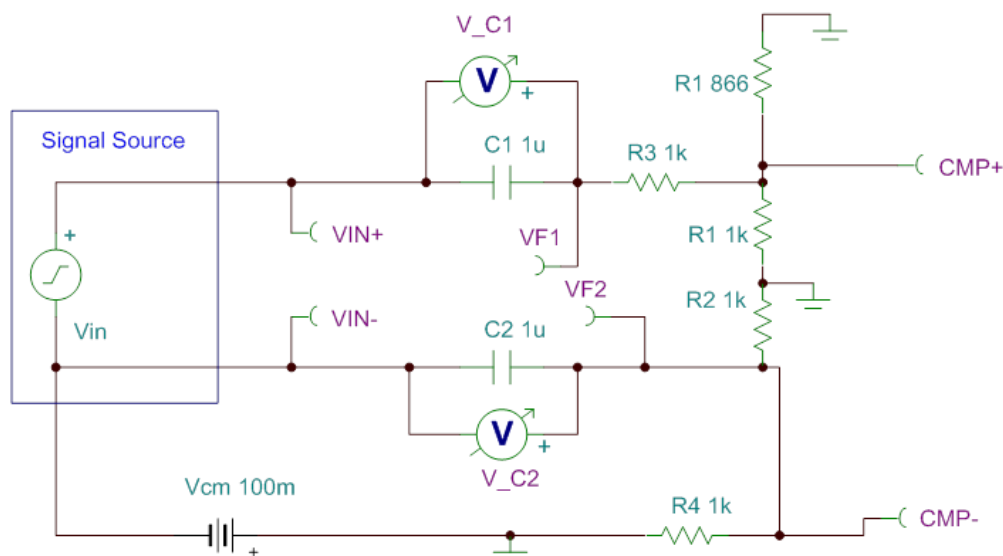 V_C1
V
+
R1 866
Signal Source
C1 1u
R3 1k
CMP+
+
VIN+
VF1
R1 1k
Vin
VIN-
VF2
C2 1u
R2 1k
V
+
V_C2
Vcm 100m
+
R4 1k
CMP-